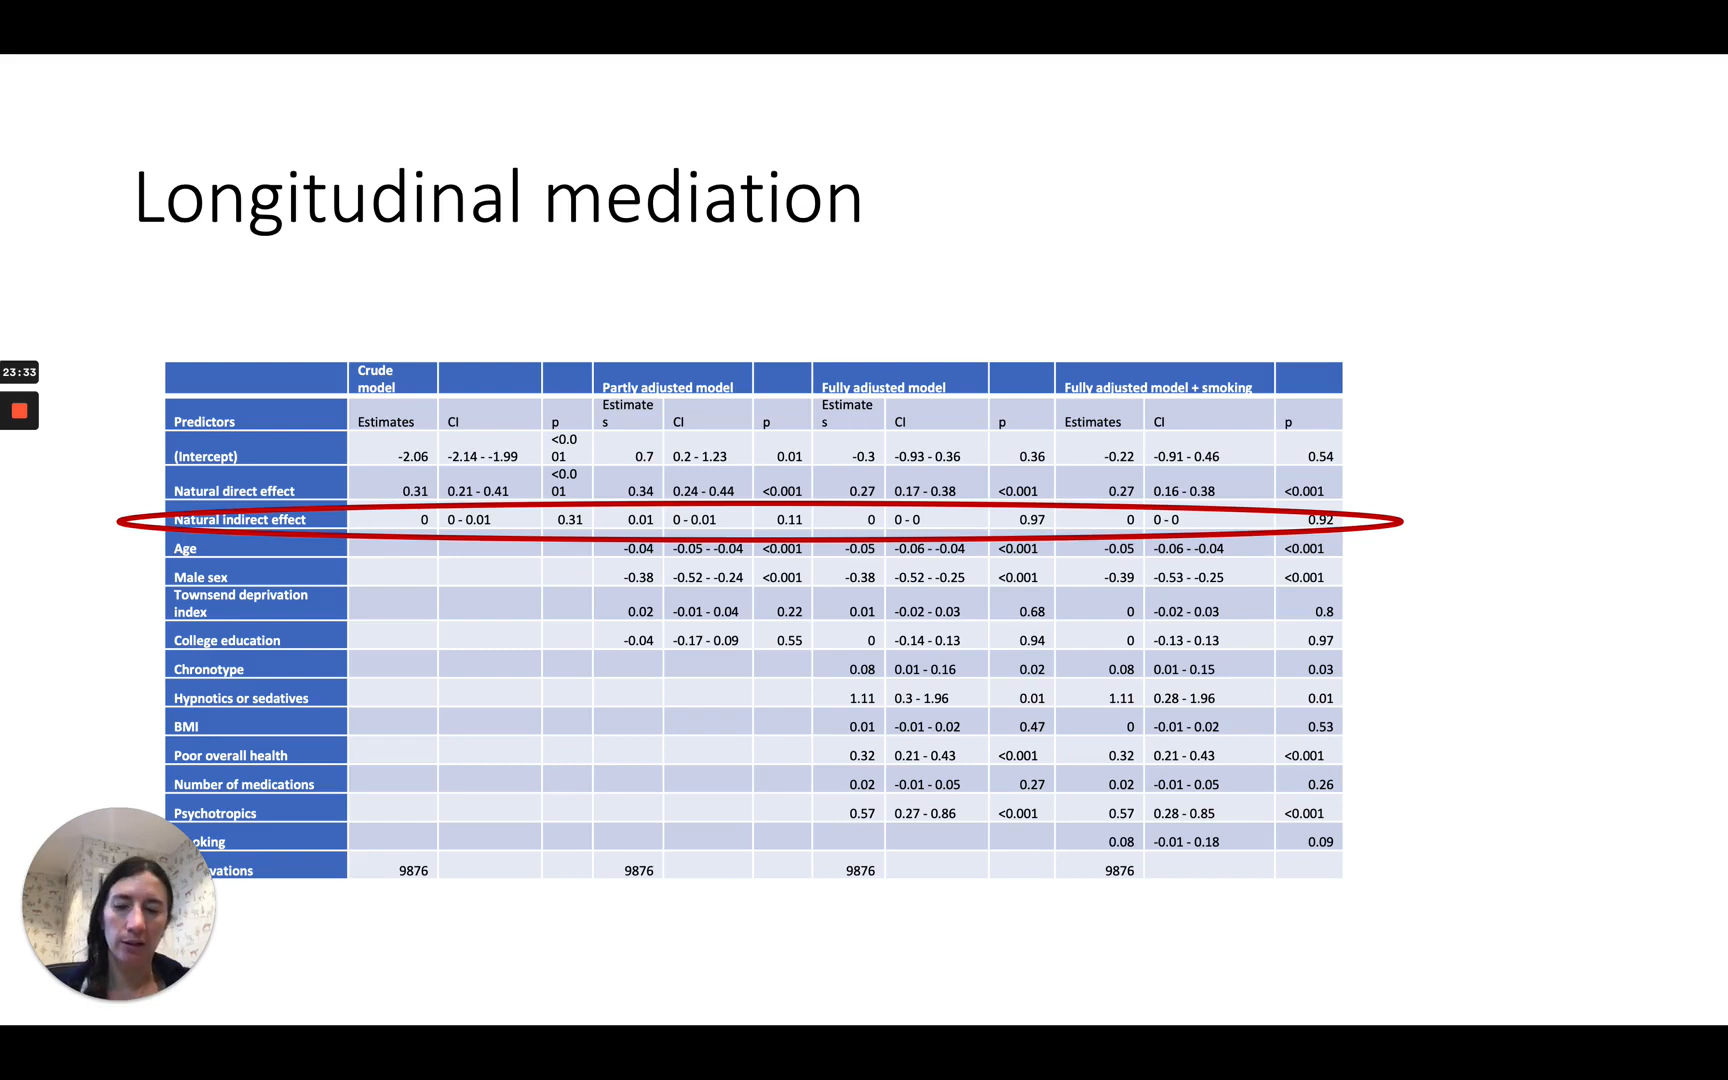 Longitudinal mediation
23:33
Crude
model Partly adjusted model Fully adjusted model Fully adjusted model + smoking
Predictors Estimates CI p Estimate
s CI p Estimate
s CI p Estimates CI p
(Intercept) -2.06 -2.14 - -1.99 <0.0
01 0.7 0.2 - 1.23 0.01 -0.3 -0.93 - 0.36 0.36 -0.22 -0.91 - 0.46 0.54
Natural direct effect 0.31 0.21 - 0.41 <0.0
01 0.34 0.24 - 0.44 <0.001 0.27 0.17 - 0.38 <0.001 0.27 0.16 - 0.38 <0.001
Natural indirect effect 0 0 - 0.01 0.31 0.01 0 - 0.01 0.11 0 0 - 0 0.97 0 0 - 0 0.92
Age -0.04 -0.05 - -0.04 <0.001 -0.05 -0.06 - -0.04 <0.001 -0.05 -0.06 - -0.04 <0.001
Male sex -0.38 -0.52 - -0.24 <0.001 -0.38 -0.52 - -0.25 <0.001 -0.39 -0.53 - -0.25 <0.001
Townsend deprivation
index 0.02 -0.01 - 0.04 0.22 0.01 -0.02 - 0.03 0.68 0 -0.02 - 0.03 0.8
College education -0.04 -0.17 - 0.09 0.55 0 -0.14 - 0.13 0.94 0 -0.13 - 0.13 0.97
Chronotype 0.08 0.01 - 0.16 0.02 0.08 0.01 - 0.15 0.03
Hypnotics or sedatives 1.11 0.3 - 1.96 0.01 1.11 0.28 - 1.96 0.01
BMI 0.01 -0.01 - 0.02 0.47 0 -0.01 - 0.02 0.53
Poor overall health 0.32 0.21 - 0.43 <0.001 0.32 0.21 - 0.43 <0.001
Number of medications 0.02 -0.01 - 0.05 0.27 0.02 -0.01 - 0.05 0.26
Psychotropics 0.57 0.27 - 0.86 <0.001 0.57 0.28 - 0.85 <0.001
oking 0.08 -0.01 - 0.18 0.09
vations 9876 9876 9876 9876